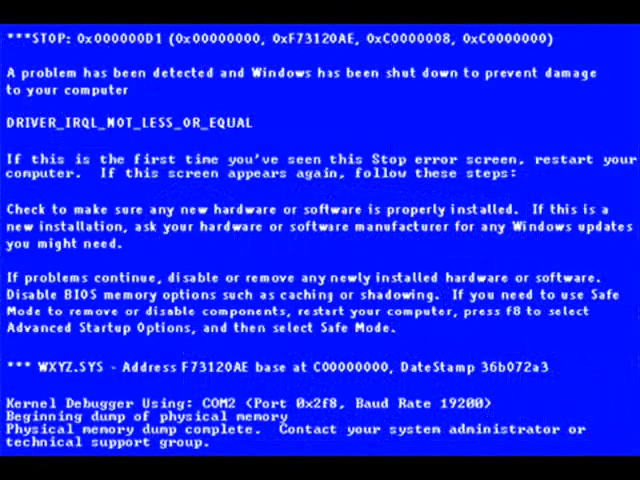 ***STOP: 0x000000D1 (0x00000000, 0xF73120AE, 0xC0000008, 0xC0000000)
A problem has been detected and Windows has been shut down to prevent damage
to your computer
DRIVER_IRQL_NOT_LESS_OR_EQUAL
If this is the first time you've seen this Stop error screen, restart your
computer. If this screen appears again, follow these steps:
Check to make sure any new hardware or software is properly installed. If this is a
new installation, ask your hardware or software manufacturer for any Windows updates
you might need.
If problems continue, disable or remove any newly installed hardware or software.
Disable BIOS memory options such as caching or shadowing. If you need to use Safe
Mode to remove or disable components, restart your computer, press f8 to select
Advanced Startup Options, and then select Safe Mode.
*** WXYZ.SYS - Address F73120AE base at C00000000, DateStamp 36b072a3
Kernel Debugger Using: COM2 (Port 0x2f8, Baud Rate 19200)
Beginning dump of physical memory
Physical memory dump complete. Contact your system administrator or
technical support group.